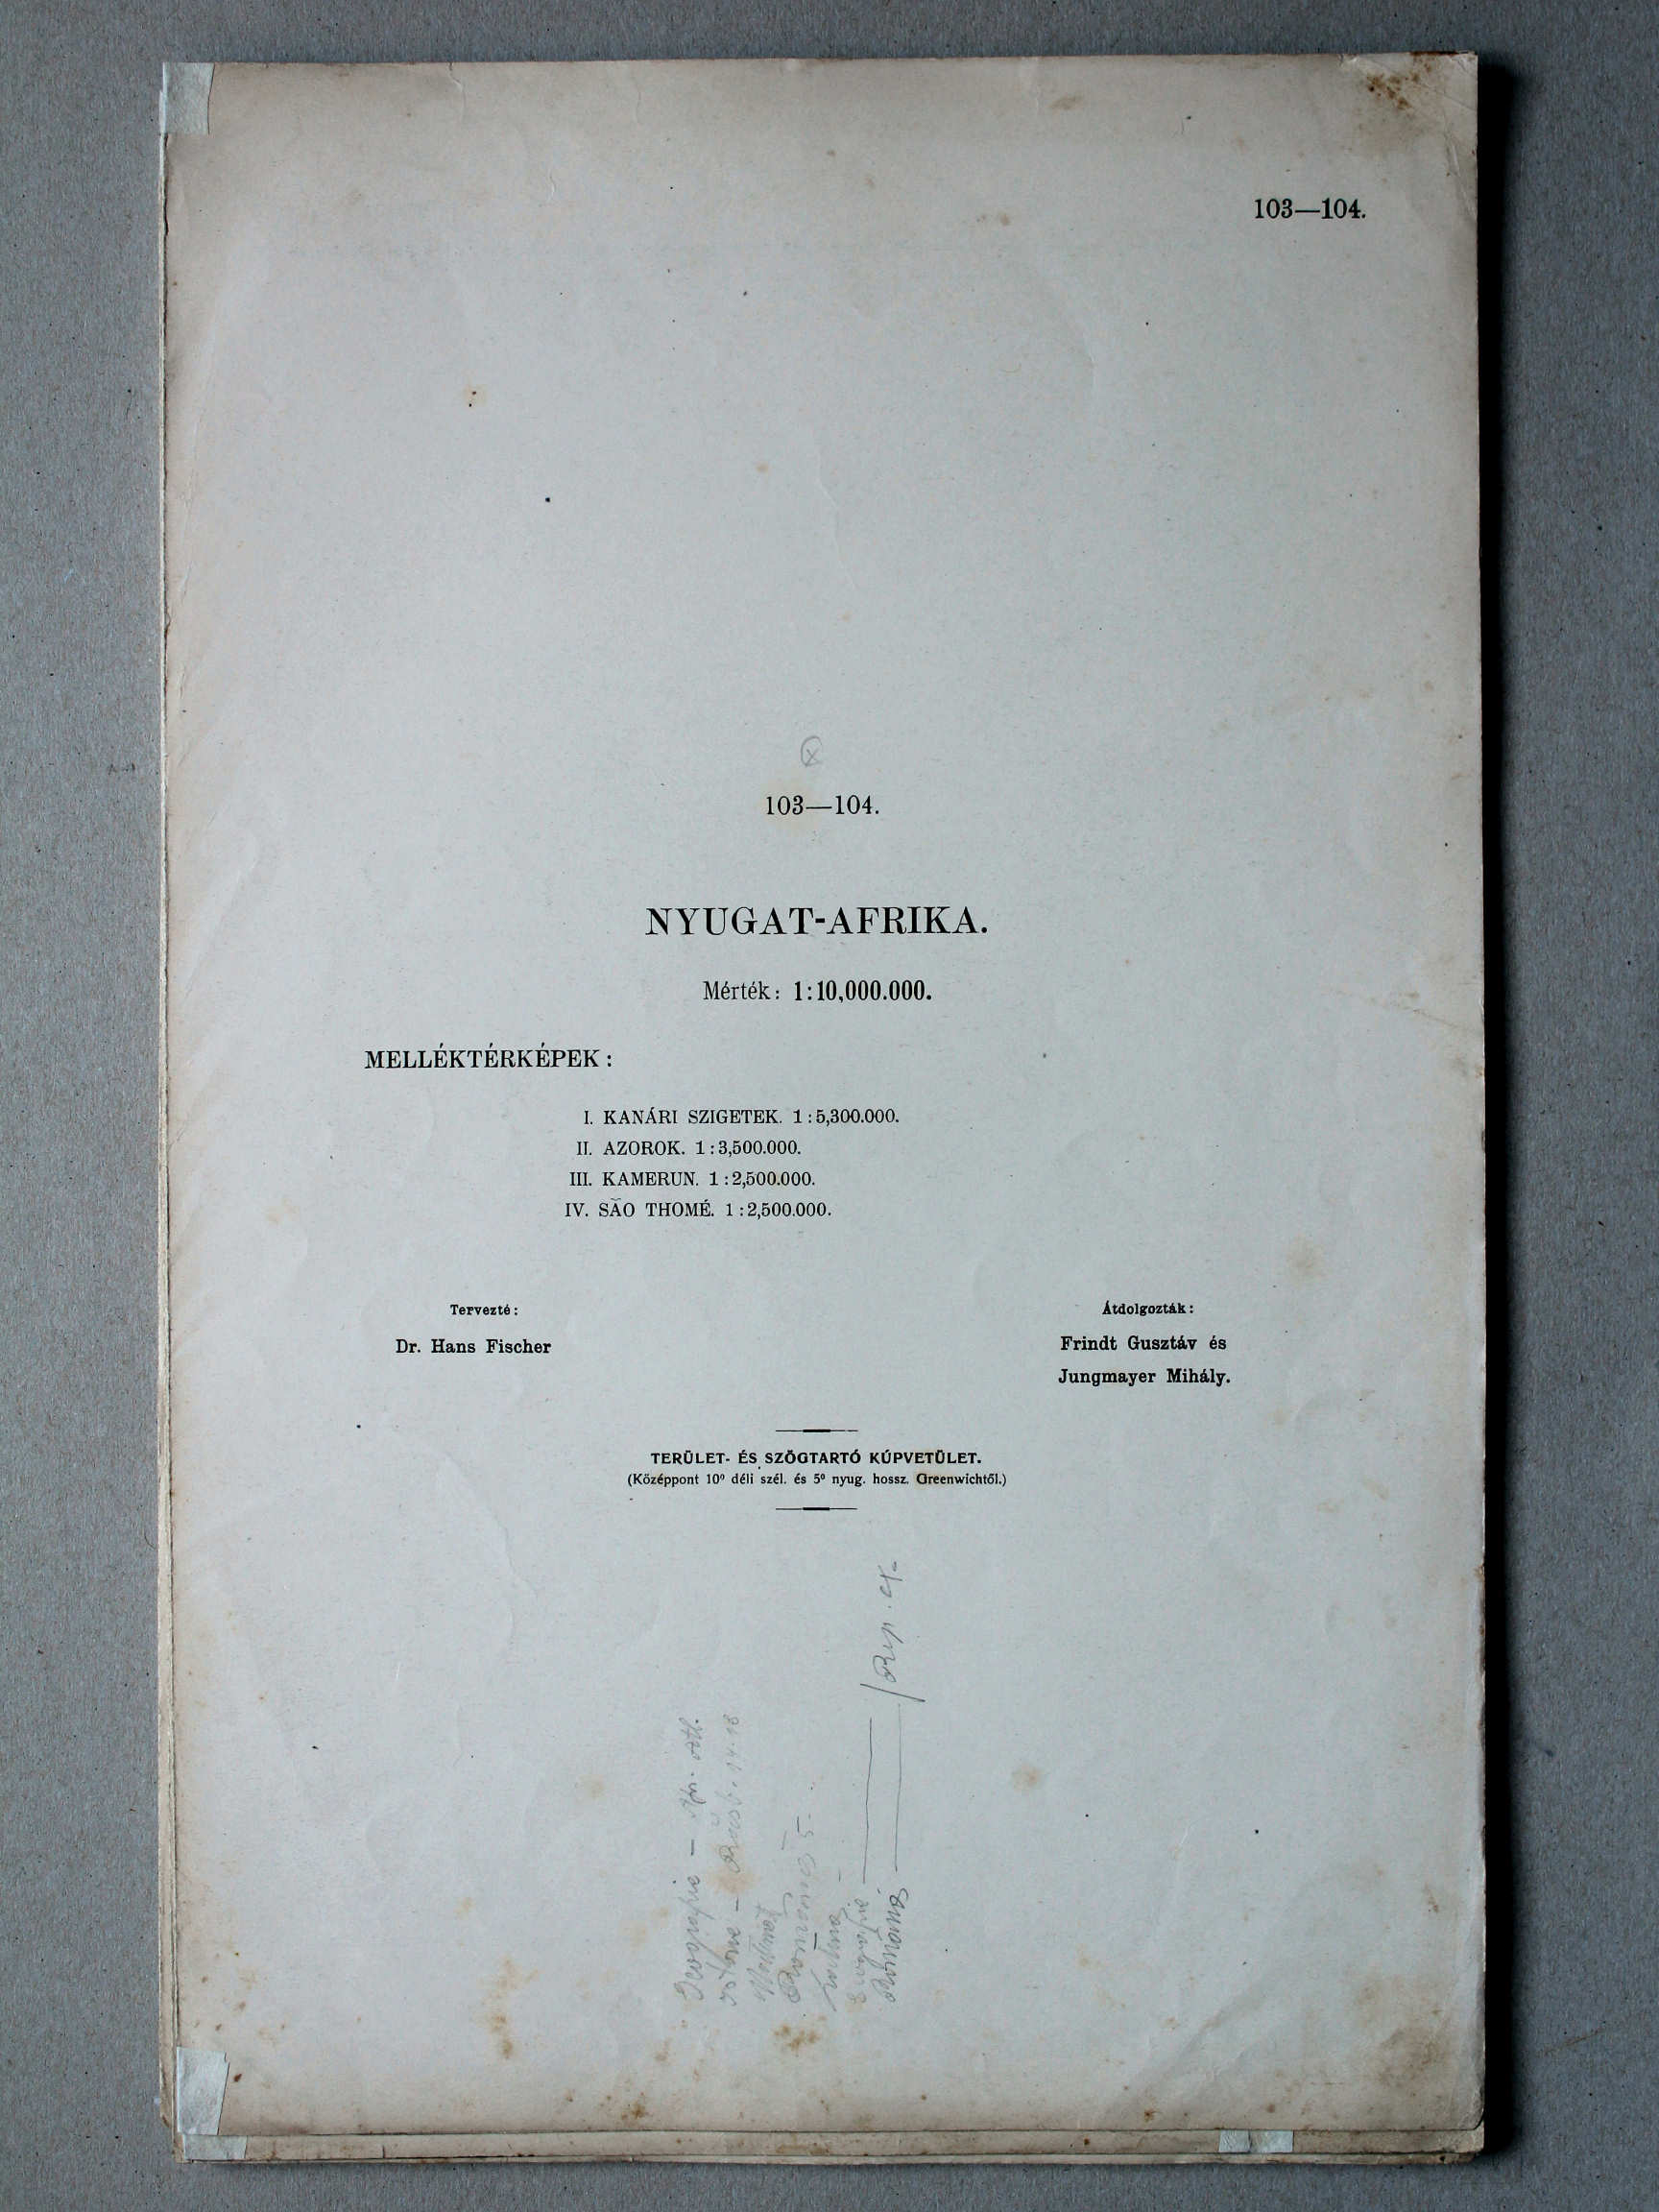 103—104.
103—104.
NYUGAT-AFRIKA.
Mérték: 1:10,000.000.
MELLÉKTÉRKÉPEK:
I. KANÁRI SZIGETEK. 1:5,300.000.
II. AZOROK. 1:3,500.000.
III. KAMERUN. 1:2,500.000.
IV. SÃO THOMÉ. 1:2,500.000.
Tervezté:
Dr. Hans Fischer
Átdolgozták:
Frindt Gusztáv és
Jungmayer Mihály.
TERÜLET- ÉS SZÖGTARTÓ KÚPVETÜLET.
(Középpont 10° déli szél. és 5° nyug. hossz. Greenwichtől.)